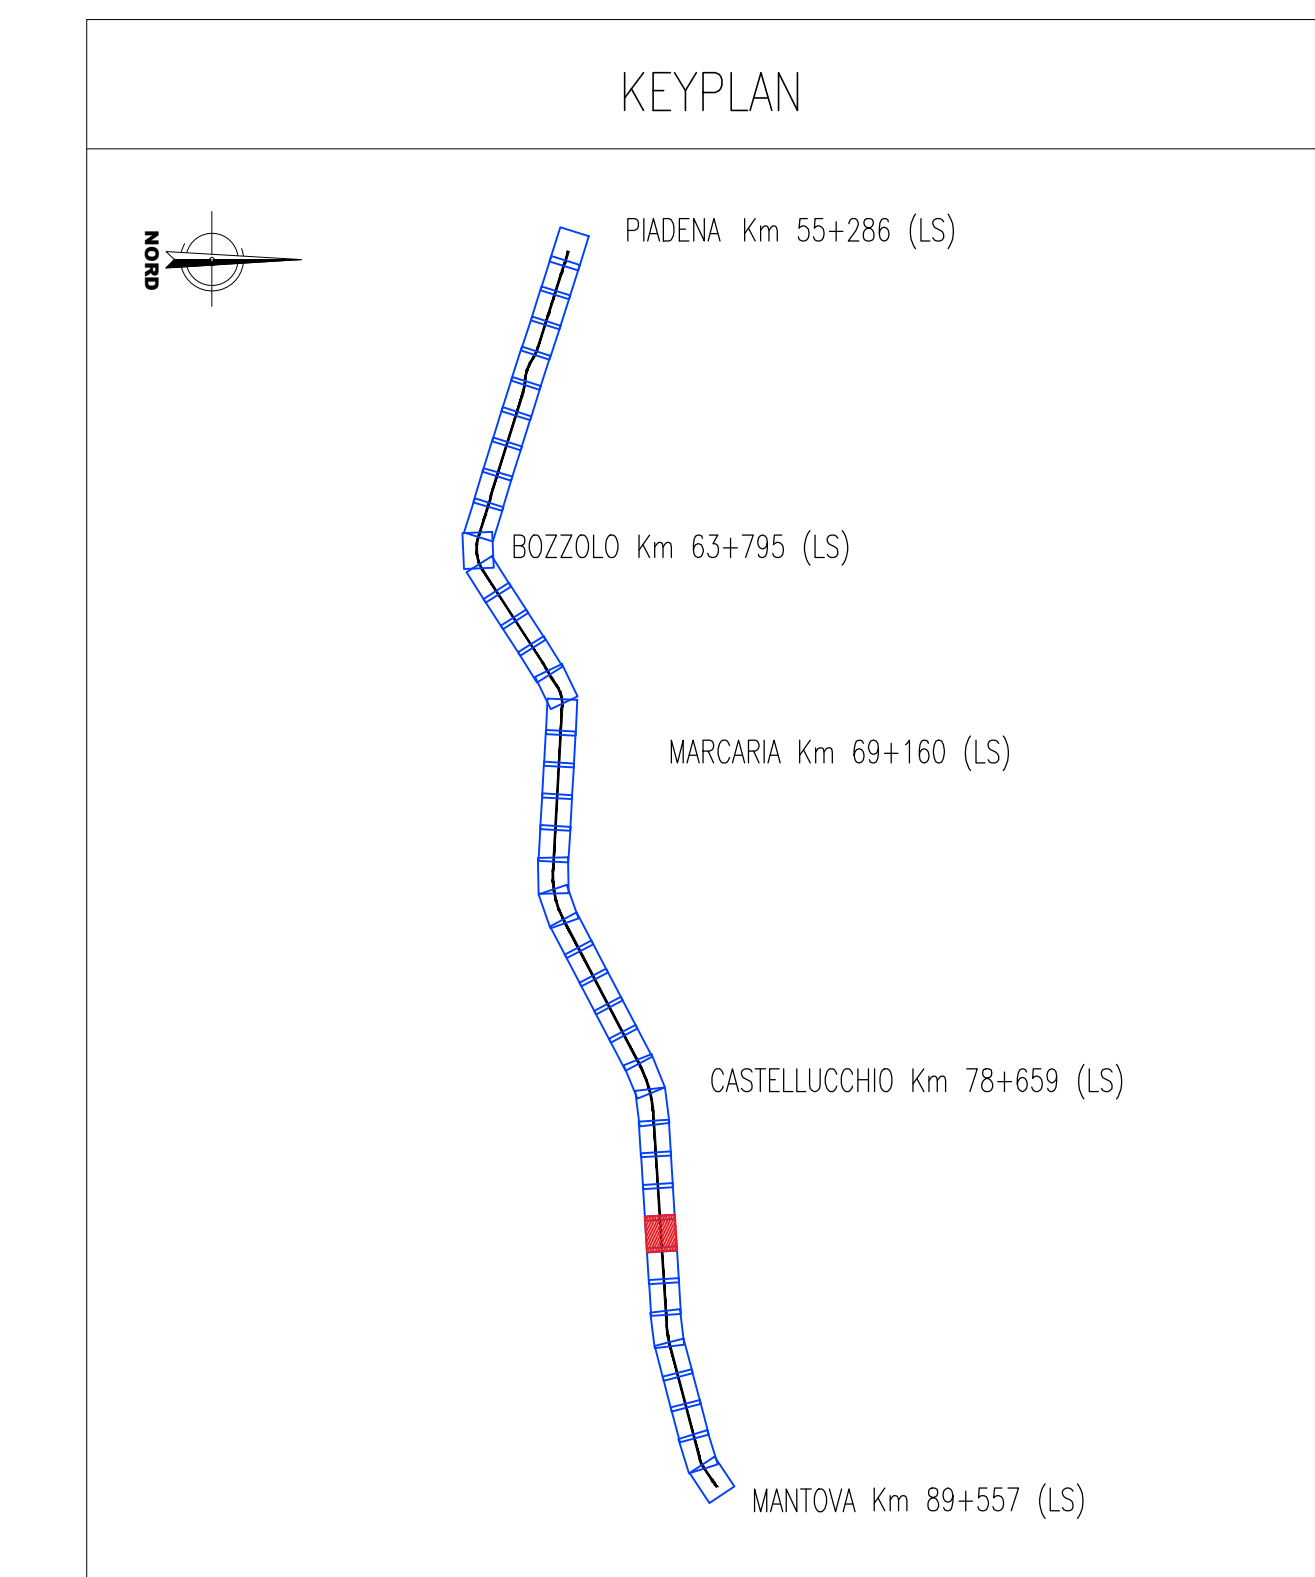 KEYPLAN
NORD
PIADENA Km 55+286 (LS)
BOZZOLO Km 63+795 (LS)
MARCARIA Km 69+160 (LS)
CASTELLUCCHIO Km 78+659 (LS)
MANTOVA Km 89+557 (LS)